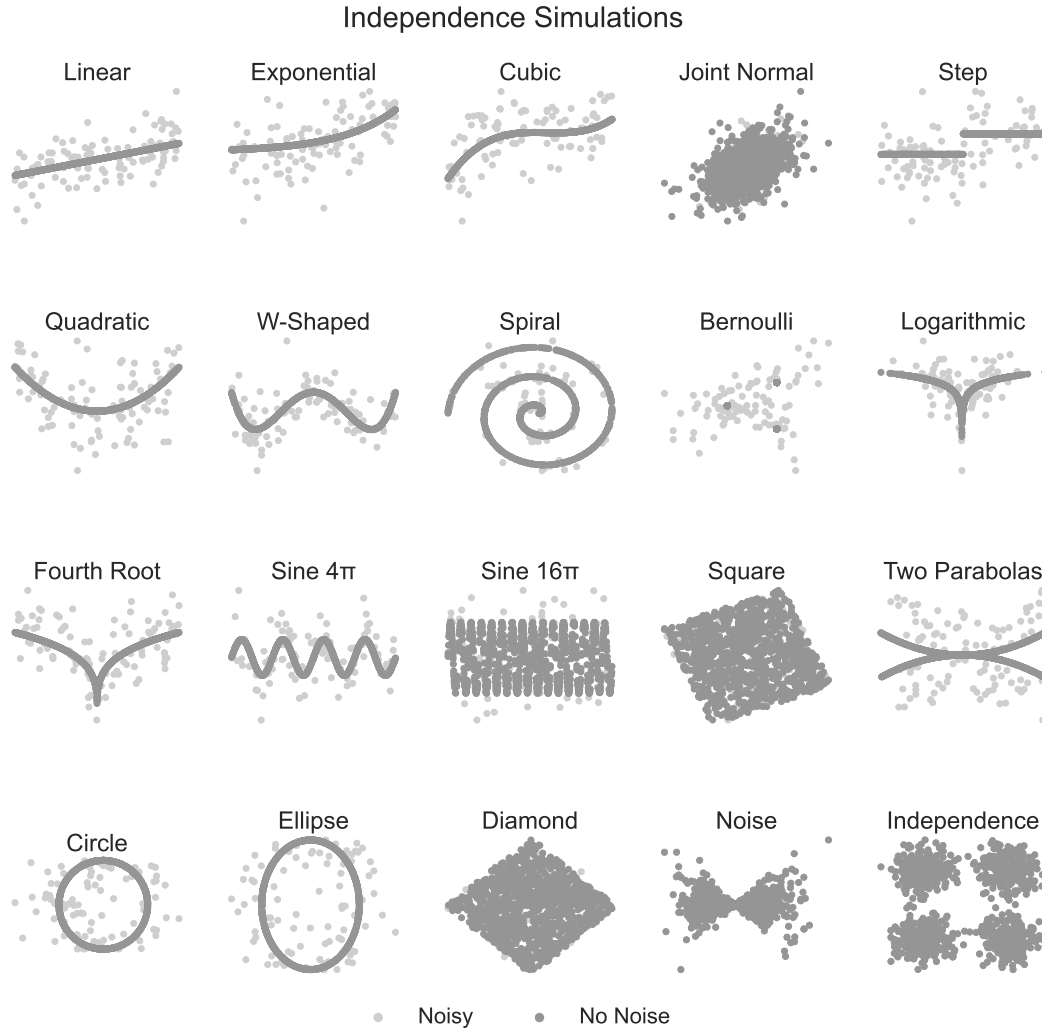 Independence Simulations
Linear Exponential Cubic Joint Normal Step
Quadratic W-Shaped Spiral Bernoulli Logarithmic
Fourth Root Sine 4π Sine 16π Square Two Parabolas
Circle Ellipse Diamond Noise Independence
Noisy No Noise